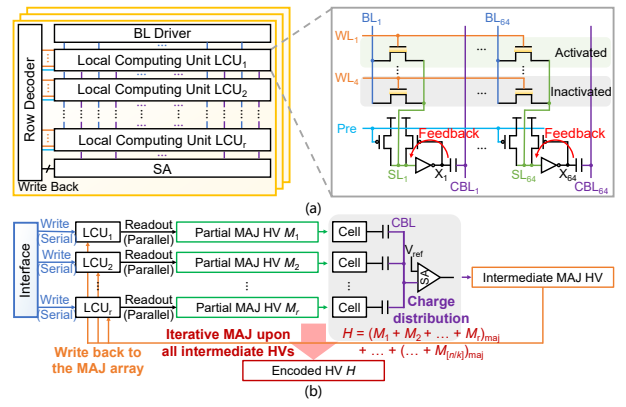 (a)
BL Driver
Row Decoder
Local Computing Unit LCU1
...
Local Computing Unit LCU2
...
Local Computing Unit LCUr
...
SA
Write Back
BL1
BL64
WL1
...
Activated
WL4
...
Inactivated
Pre
Feedback
Feedback
...
SL1
X1
CBL1
SL64
X64
CBL64
(a)
Interface
Write
(Serial)
LCU1
Readout
(Parallel)
Partial MAJ HV M1
Cell
CBL
Write
(Serial)
LCU2
Readout
(Parallel)
Partial MAJ HV M2
Cell
Vref
SA
Intermediate MAJ HV
Write
(Serial)
LCUr
Readout
(Parallel)
Partial MAJ HV Mr
Cell
Charge
distribution
Write back to
the MAJ array
Iterative MAJ upon
all intermediate HVs
H = (M1 + M2 + … + Mr)maj
+ … + (… + M[n/k])maj
Encoded HV H
(b)